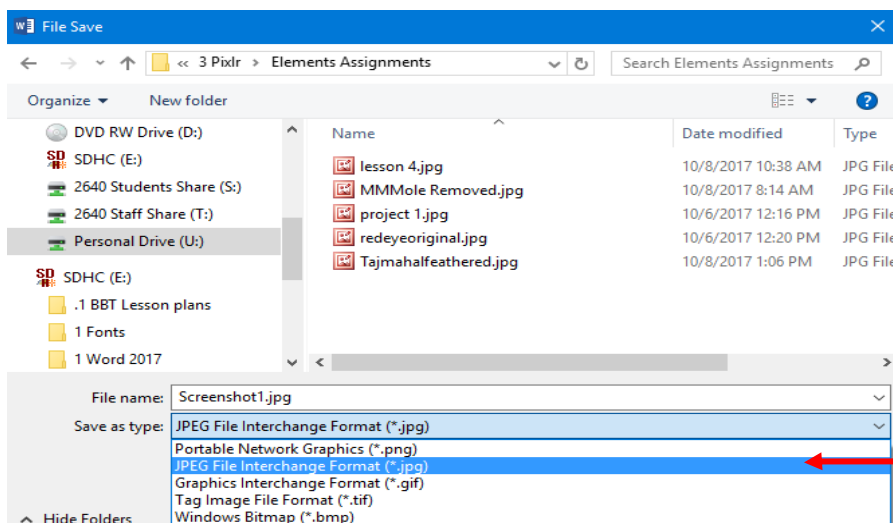 File Save
« 3 Pixlr > Elements Assignments
Search Elements Assignments
Organize
New folder
DVD RW Drive (D:)
SDHC (E:)
2640 Students Share (S:)
2640 Staff Share (T:)
Personal Drive (U:)
SDHC (E:)
.1 BBT Lesson plans
1 Fonts
1 Word 2017
Name Date modified Type
lesson 4.jpg 10/8/2017 10:38 AM JPG File
MMMole Removed.jpg 10/8/2017 8:14 AM JPG File
project 1.jpg 10/6/2017 12:16 PM JPG File
redeyeoriginal.jpg 10/6/2017 12:20 PM JPG File
Tajmahalfeathered.jpg 10/8/2017 1:06 PM JPG File
File name: Screenshot1.jpg
Save as type: JPEG File Interchange Format (*.jpg)
Portable Network Graphics (*.png)
JPEG File Interchange Format (*.jpg)
Graphics Interchange Format (*.gif)
Tag Image File Format (*.tif)
Windows Bitmap (*.bmp)
Hide Folders